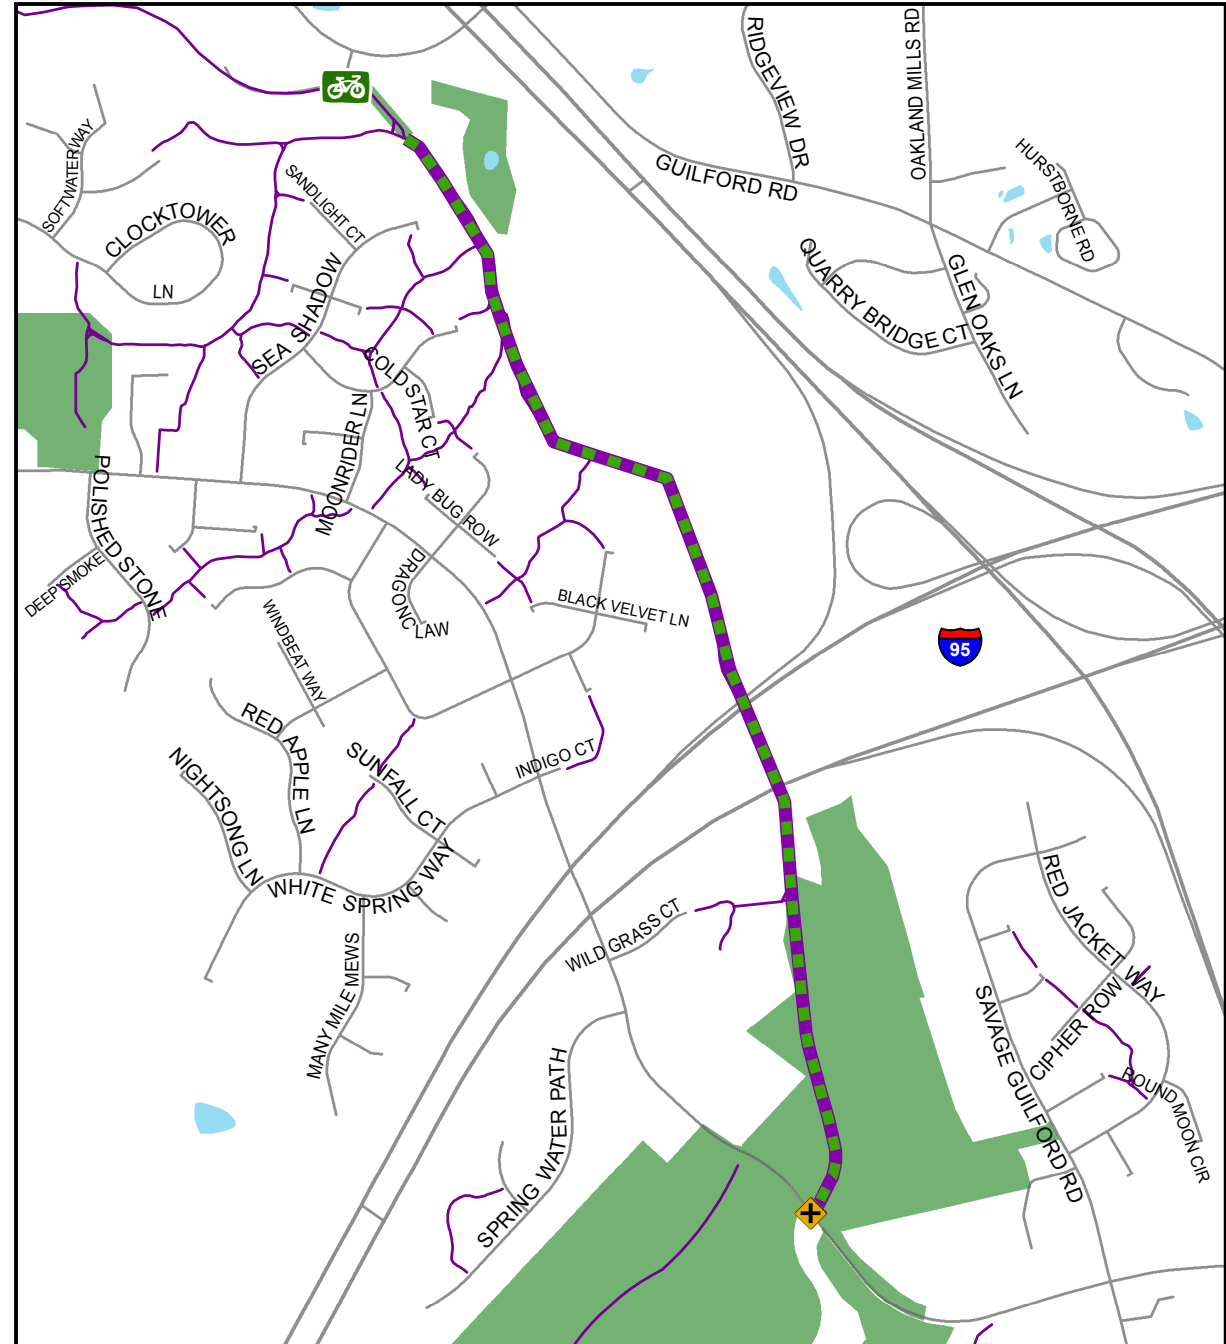 RIDGEVIEW DR
OAKLAND MILLS RD
GUILFORD RD
HURSTBORNE RD
SOFTWATER WAY
SANDLIGHT CT
CLOCKTOWER
LN
SEA SHADOW
QUARRY BRIDGE CT
GLEN OAKS LN
COLD STAR CT
MOONRIDER LN
LADY BUG ROW
POLISHED STONE
DEEP SMOKE
DRAGONC
LAW
BLACK VELVET LN
WINDBEAT WAY
95
RED APPLE LN
SUNFALL CT
INDIGO CT
NIGHTSONG LN
WHITE SPRING WAY
WILD GRASS CT
MANY MILE MEWS
RED JACKET WAY
CIPHER ROW
SAVAGE GUILFORD RD
ROUND MOON CIR
SPRING WATER PATH